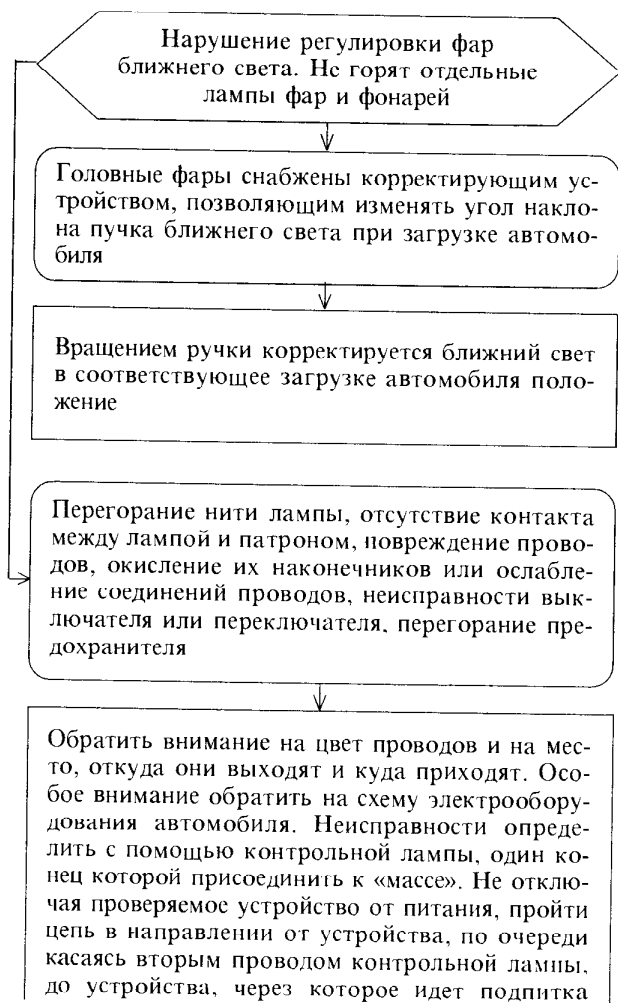 Нарушение регулировки фар
ближнего света. Не горят отдельные
лампы фар и фонарей
Головные фары снабжены корректирующим ус-
тройством, позволяющим изменять угол накло-
на пучка ближнего света при загрузке автомо-
биля
Вращением ручки корректируется ближний свет
в соответствующее загрузке автомобиля поло-
жение
Перегорание нити лампы, отсутствие контакта
между лампой и патроном, повреждение прово-
дов, окисление их наконечников или ослабле-
ние соединений проводов, неисправности вык-
лючателя или переключателя, перегорание пре-
дохранителя
Обратить внимание на цвет проводов и на мес-
то, откуда они выходят и куда приходят. Осо-
бое внимание обратить на схему электрообору-
дования автомобиля. Неисправности опреде-
лить с помощью контрольной лампы, один ко-
нец которой присоединить к «массе». Не отклю-
чая проверяемое устройство от питания, пройти
цепь в направлении от устройства, по очереди
касаясь вторым проводом контрольной лампы,
до устройства, через которое идет подпитка